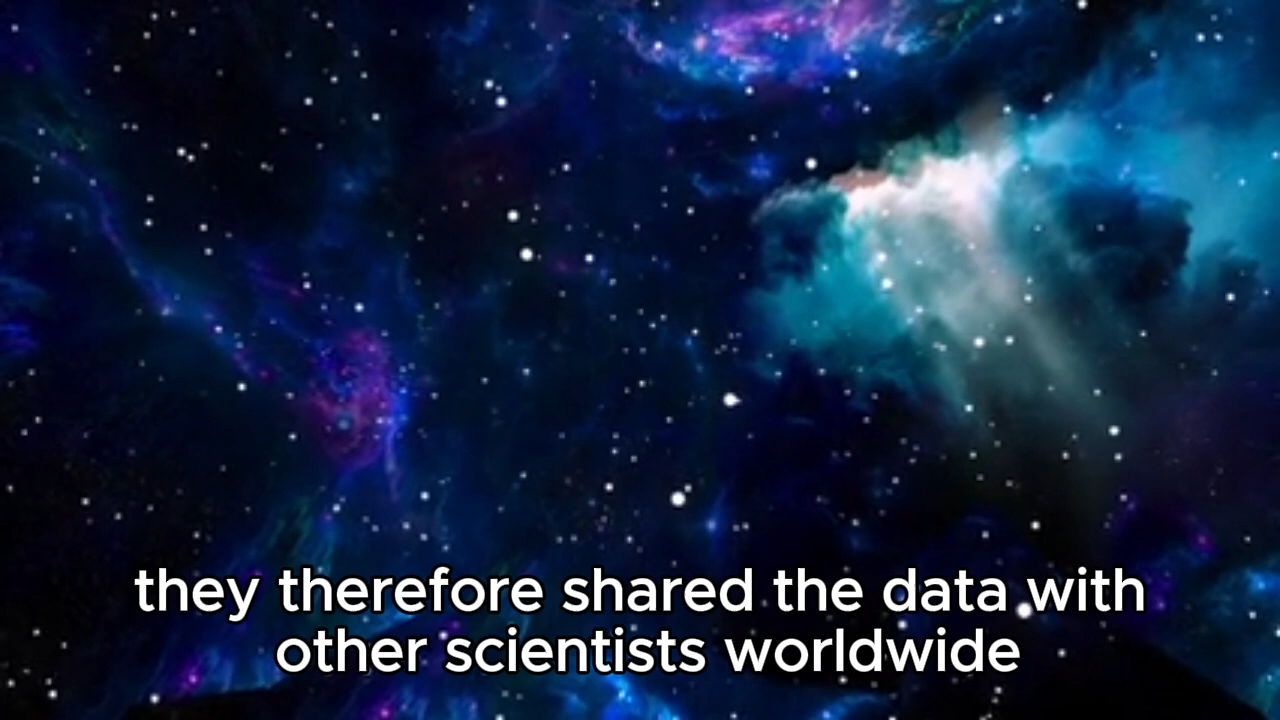 they therefore shared the data with
other scientists worldwide